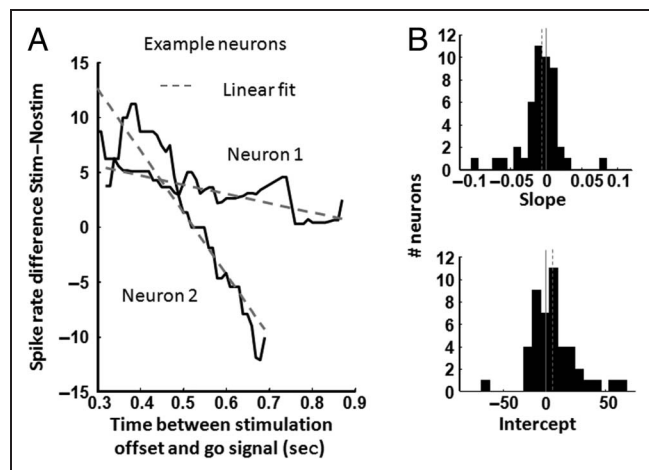 A
Example neurons
Linear fit
Neuron 1
Neuron 2
Spike rate difference Stim–Nostim
15
10
5
0
−5
−10
−15
0.3 0.4 0.5 0.6 0.7 0.8 0.9
Time between stimulation
offset and go signal (sec)
B
# neurons
12
10
8
6
4
2
0
−0.1 −0.05 0 0.05 0.1
Slope
12
10
8
6
4
2
0
−50 0 50
Intercept